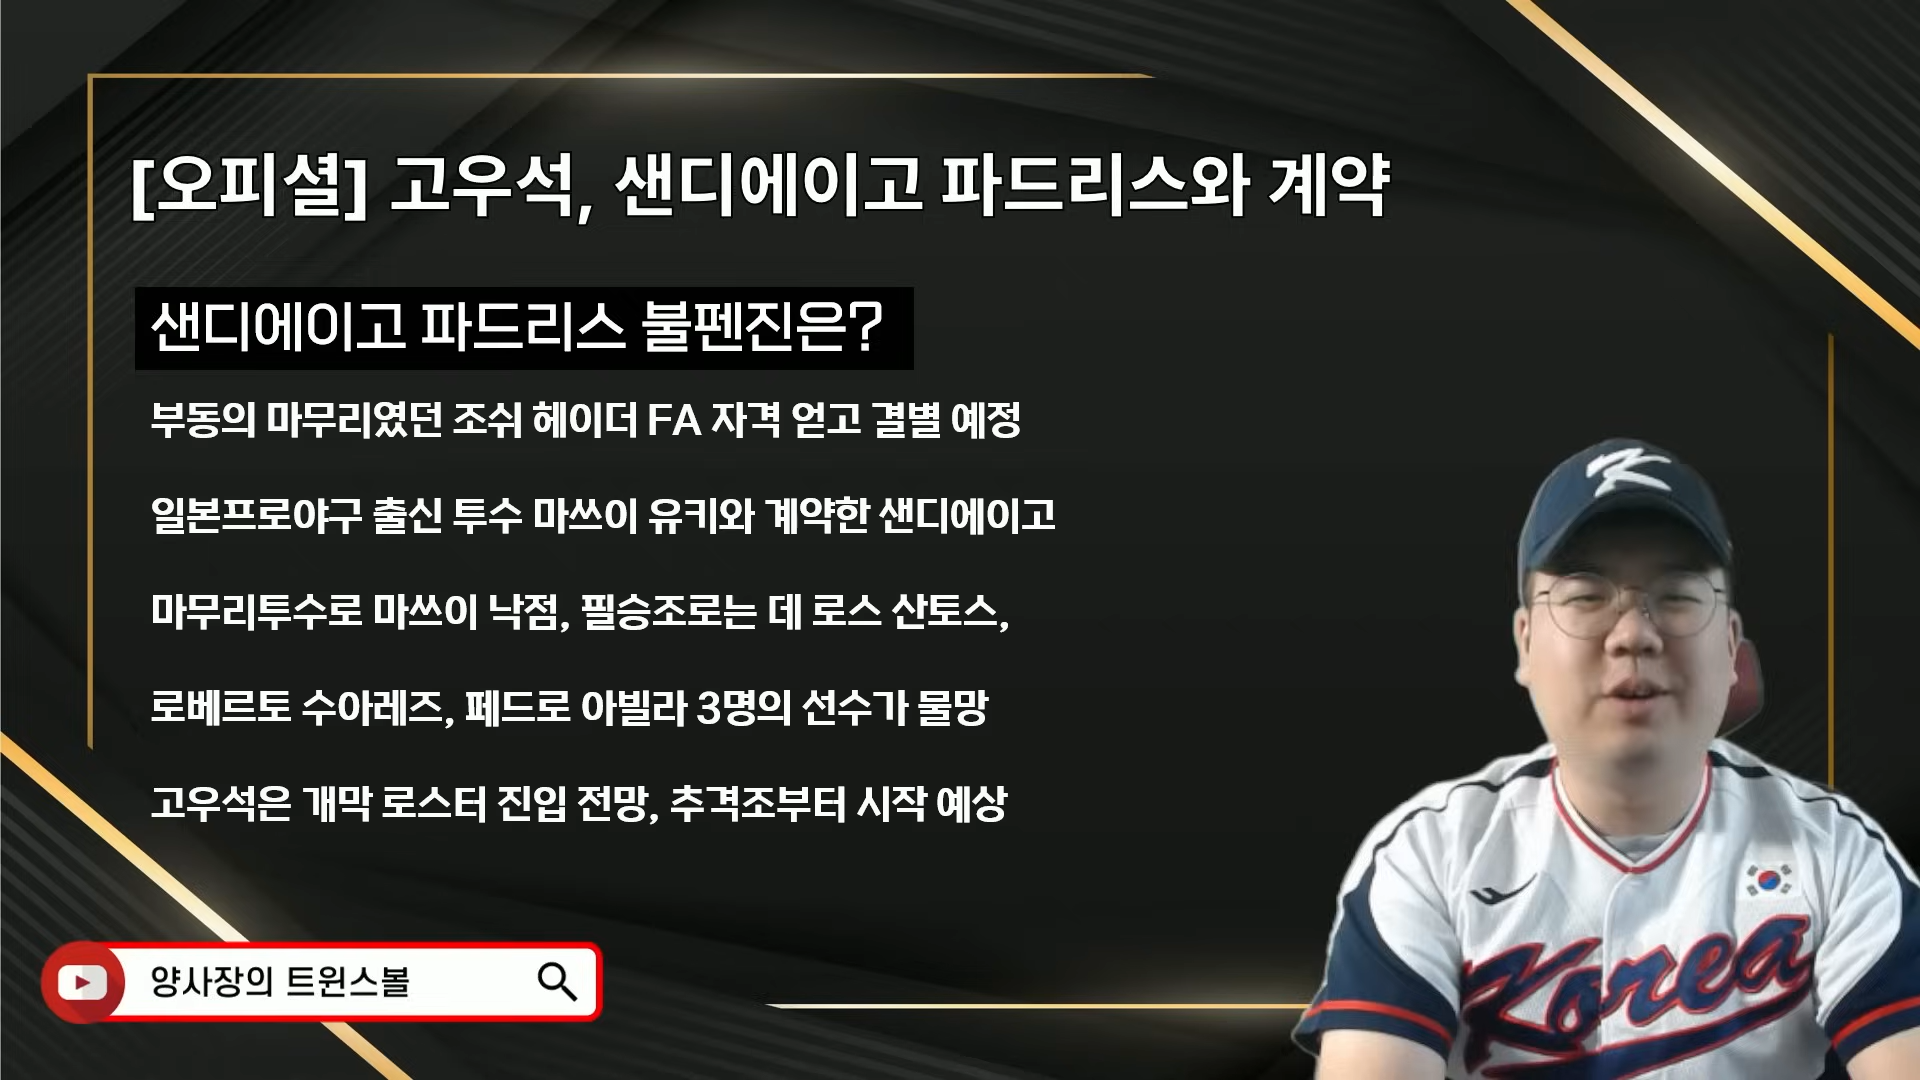 [오피셜] 고우석, 샌디에이고 파드리스와 계약
샌디에이고 파드리스 불펜진은?
부동의 마무리였던 조쉬 헤이더 FA 자격 얻고 결별 예정
일본프로야구 출신 투수 마쓰이 유키와 계약한 샌디에이고
마무리투수로 마쓰이 낙점, 필승조로는 데 로스 산토스,
로베르토 수아레즈, 페드로 아빌라 3명의 선수가 물망
고우석은 개막 로스터 진입 전망, 추격조부터 시작 예상
양사장의 트윈스볼
K
Korea